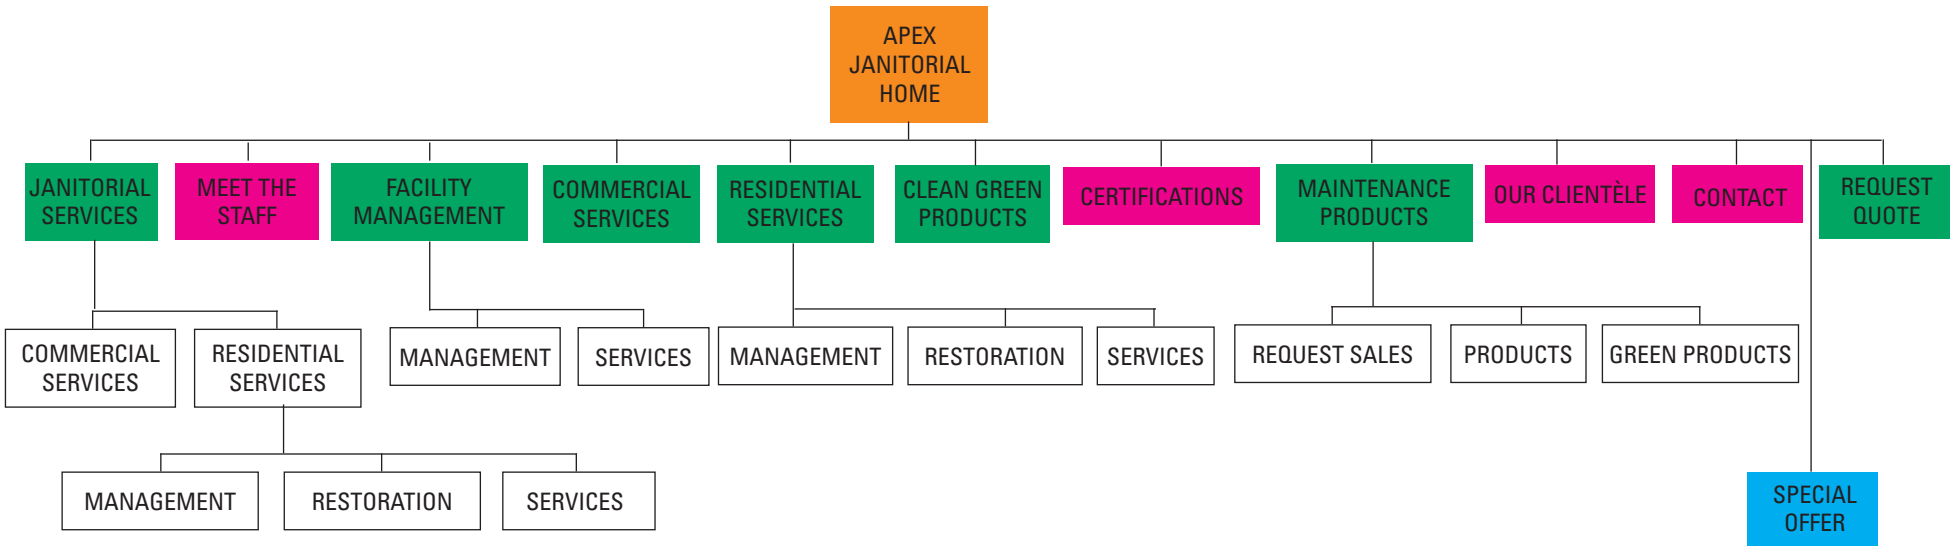 APEX
JANITORIAL
HOME
JANITORIAL
SERVICES
MEET THE
STAFF
FACILITY
MANAGEMENT
COMMERCIAL
SERVICES
RESIDENTIAL
SERVICES
CLEAN GREEN
PRODUCTS
CERTIFICATIONS
MAINTENANCE
PRODUCTS
OUR CLIENTÈLE
CONTACT
REQUEST
QUOTE
COMMERCIAL
SERVICES
RESIDENTIAL
SERVICES
MANAGEMENT
SERVICES
MANAGEMENT
RESTORATION
SERVICES
REQUEST SALES
PRODUCTS
GREEN PRODUCTS
MANAGEMENT
RESTORATION
SERVICES
SPECIAL
OFFER